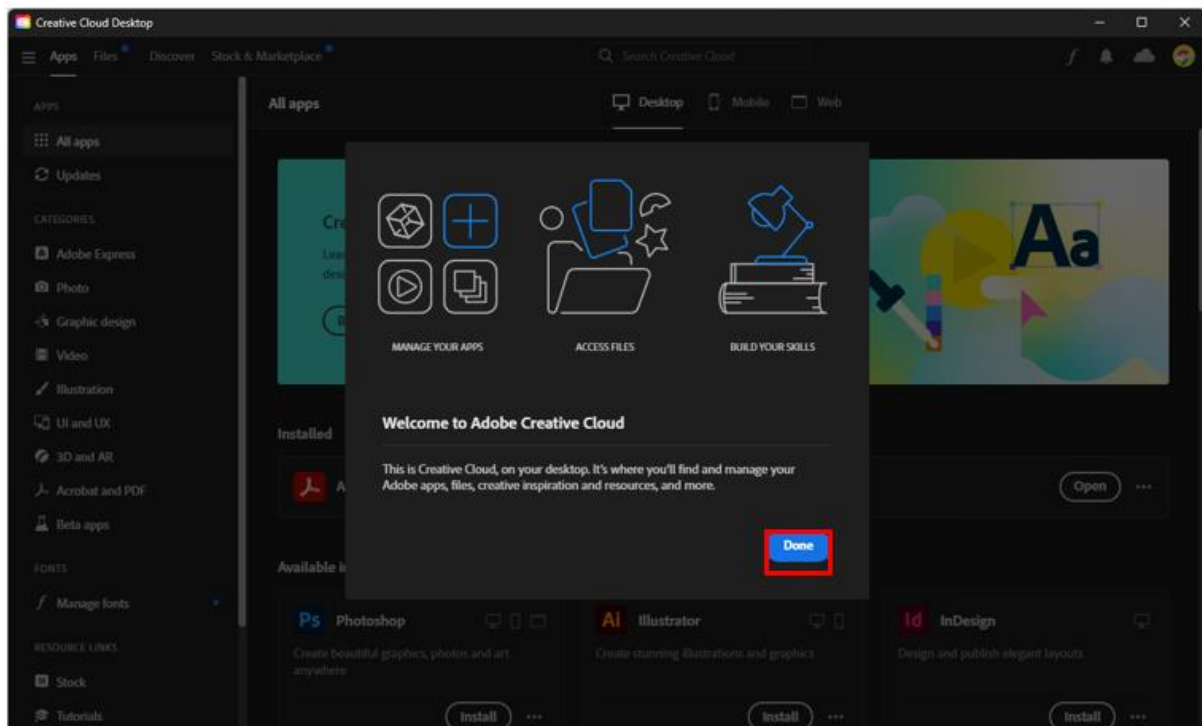 Creative Cloud Desktop
Apps Files Discover Stock & Marketplace Search Creative Cloud
APPS
All apps
Updates
CATEGORIES
Adobe Express
Photo
Graphic design
Video
Illustration
UI and UX
3D and AR
Acrobat and PDF
Beta apps
FONTS
Manage fonts
RESOURCE LINKS
Stock
Tutorials
All apps Desktop Mobile Web
Cre
Lear
desi
Aa
MANAGE YOUR APPS ACCESS FILES BUILD YOUR SKILLS
Welcome to Adobe Creative Cloud
This is Creative Cloud, on your desktop. It's where you'll find and manage your
Adobe apps, files, creative inspiration and resources, and more.
Done
Installed
A Open
Available i
Ps Photoshop
Create beautiful graphics, photos and art
anywhere
Install
Ai Illustrator
Create stunning illustrations and graphics
Install
Id InDesign
Design and publish elegant layouts
Install